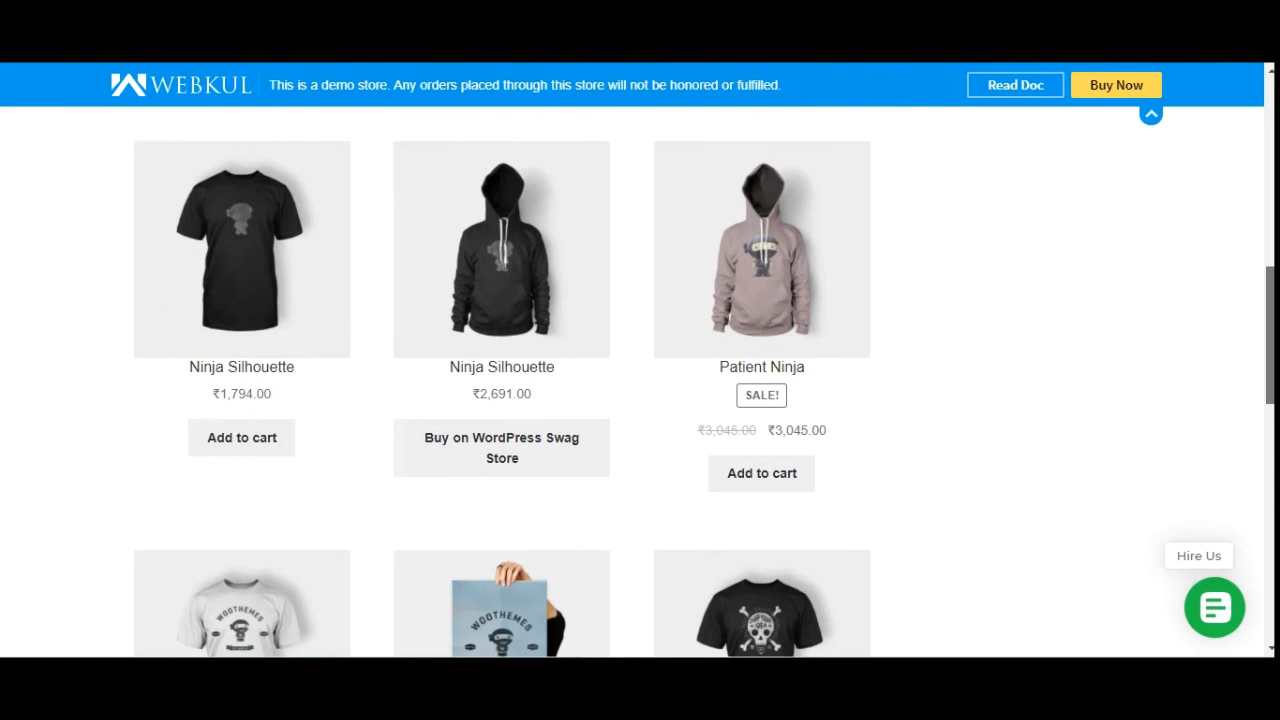 WEBKUL
This is a demo store. Any orders placed through this store will not be honored or fulfilled.
Read Doc
Buy Now
Ninja Silhouette
₹1,794.00
Add to cart
Ninja Silhouette
₹2,691.00
Buy on WordPress Swag
Store
Patient Ninja
SALE!
₹3,045.00 ₹3,045.00
Add to cart
Hire Us
WOOTHEMES
WOOTHEMES